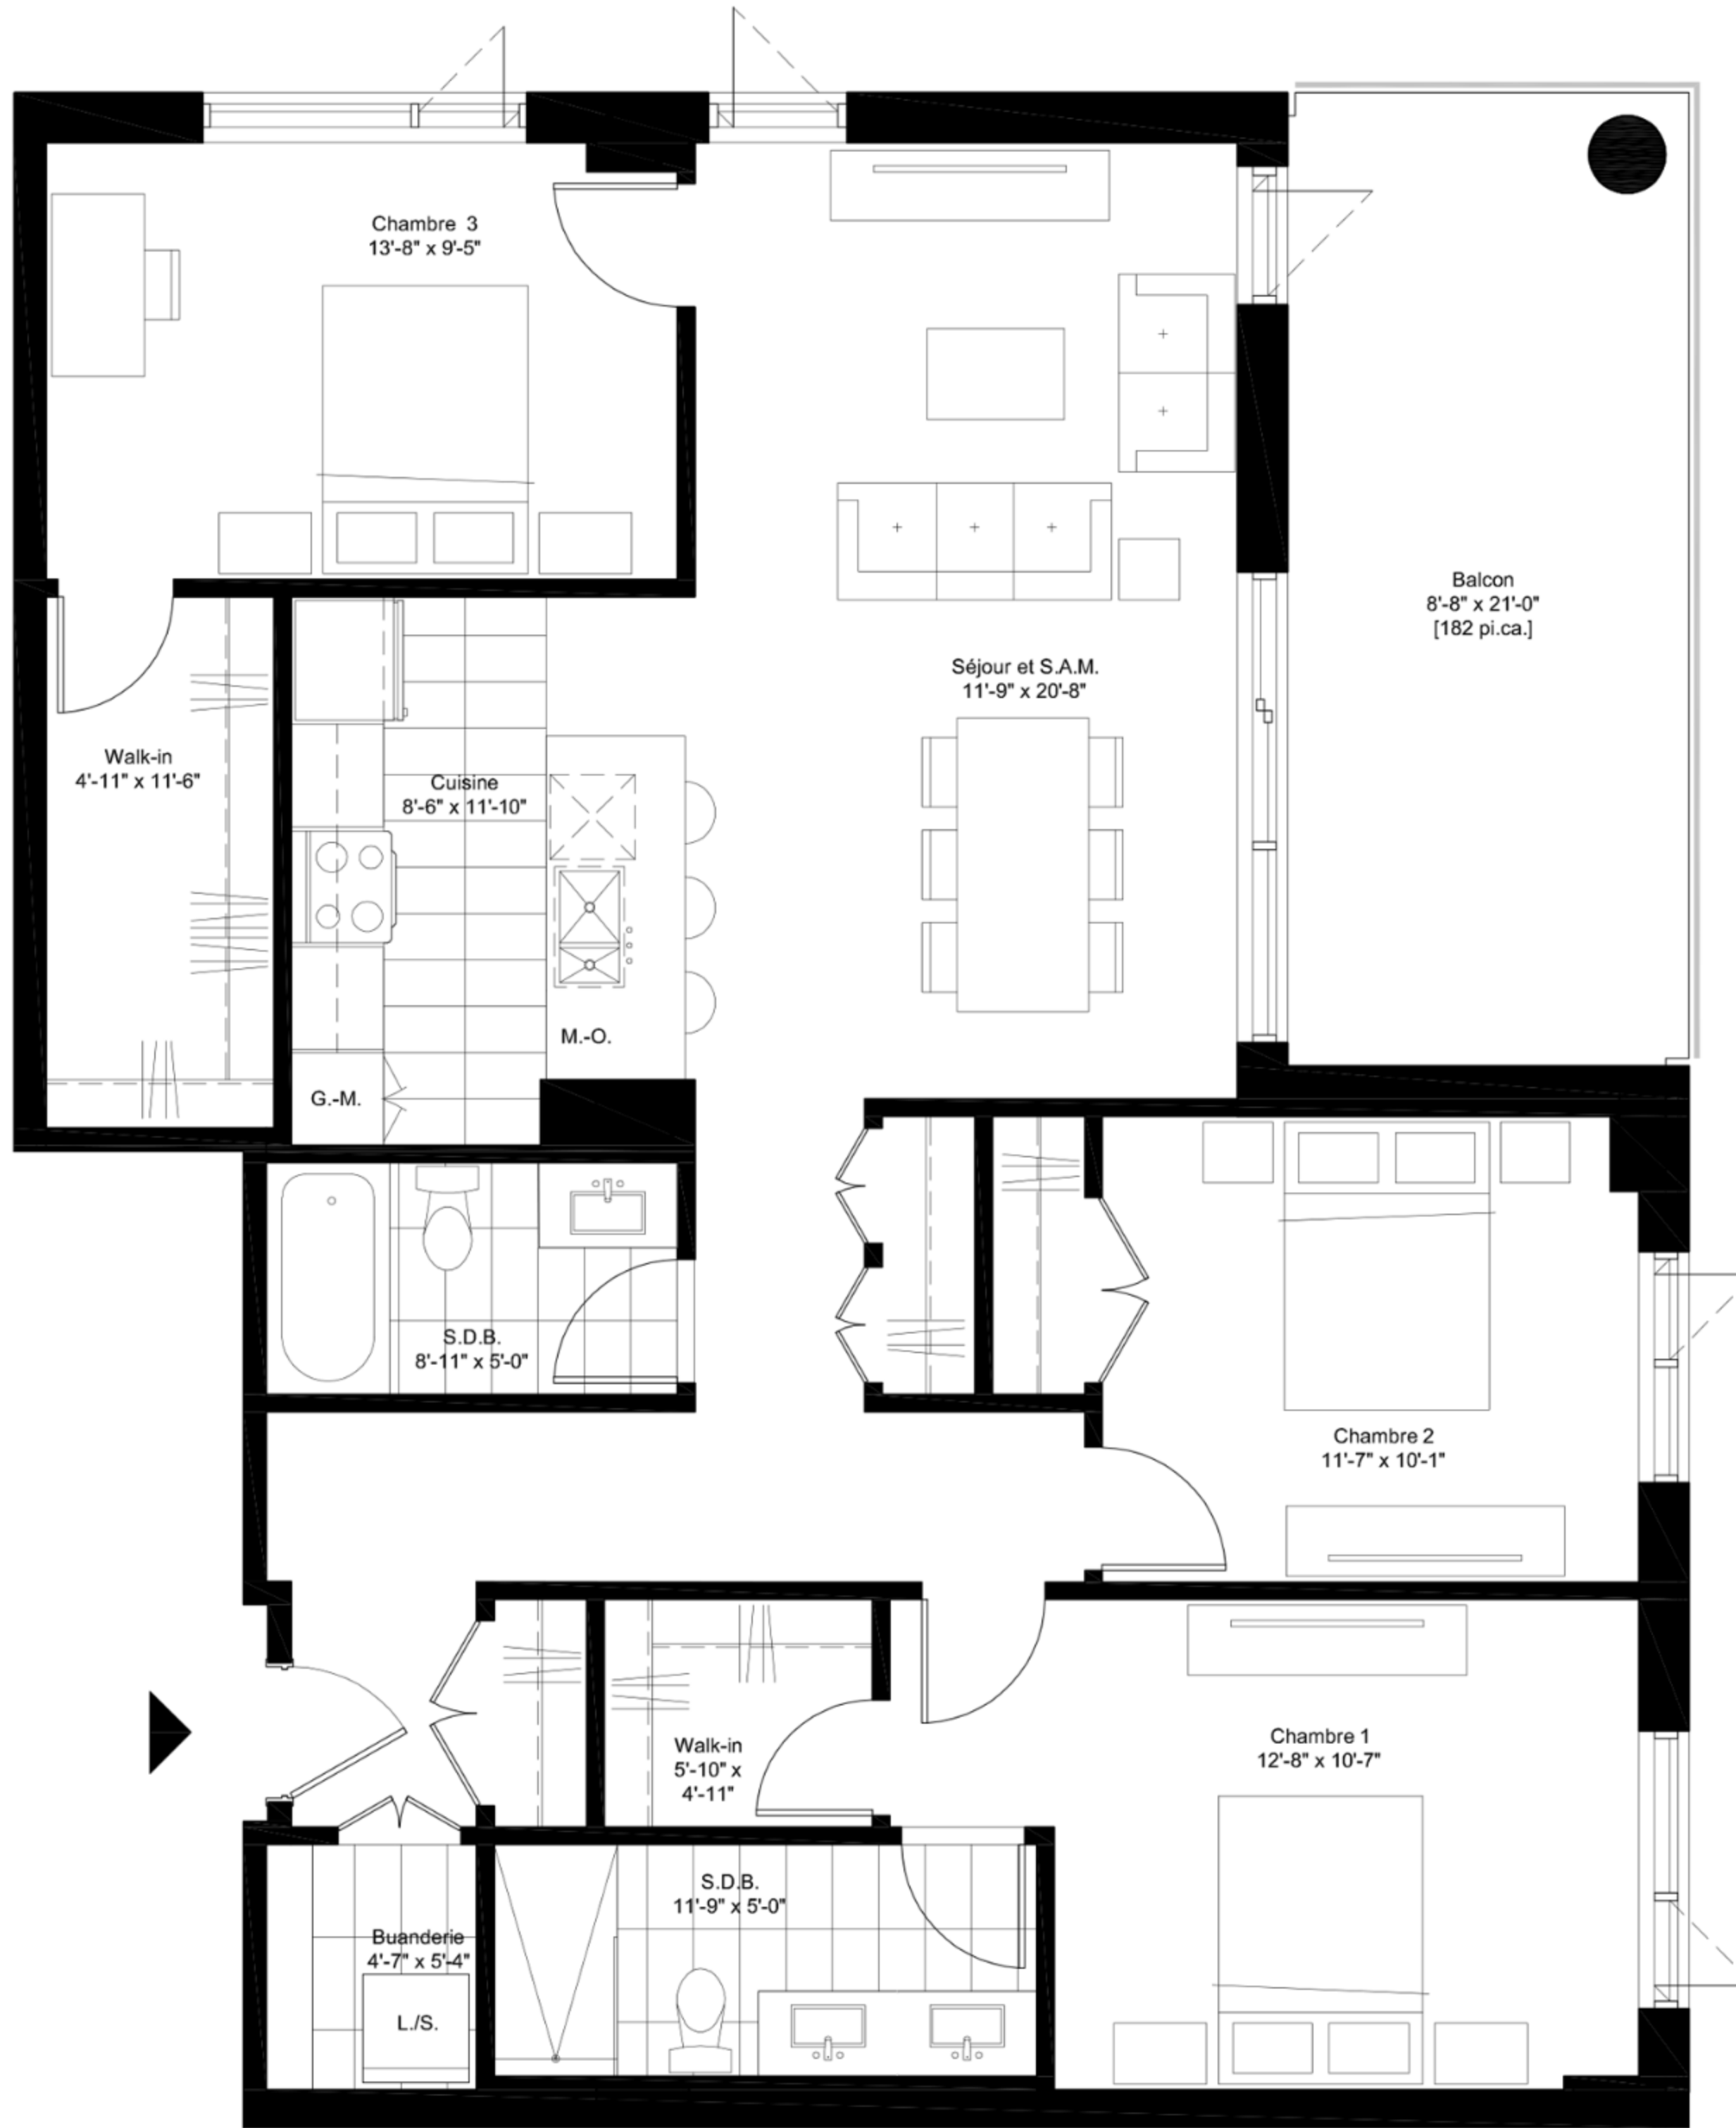 Chambre 3
13'-8" x 9'-5"
Balcon
8'-8" x 21'-0"
[182 pi.ca.]
Séjour et S.A.M.
11'-9" x 20'-8"
Walk-in
4'-11" x 11'-6"
Cuisine
8'-6" x 11'-10"
M.-O.
G.-M.
S.D.B.
8'-11" x 5'-0"
Chambre 2
11'-7" x 10'-1"
Walk-in
5'-10" x
4'-11"
Chambre 1
12'-8" x 10'-7"
S.D.B.
11'-9" x 5'-0"
Buanderie
4'-7" x 5'-4"
L./S.